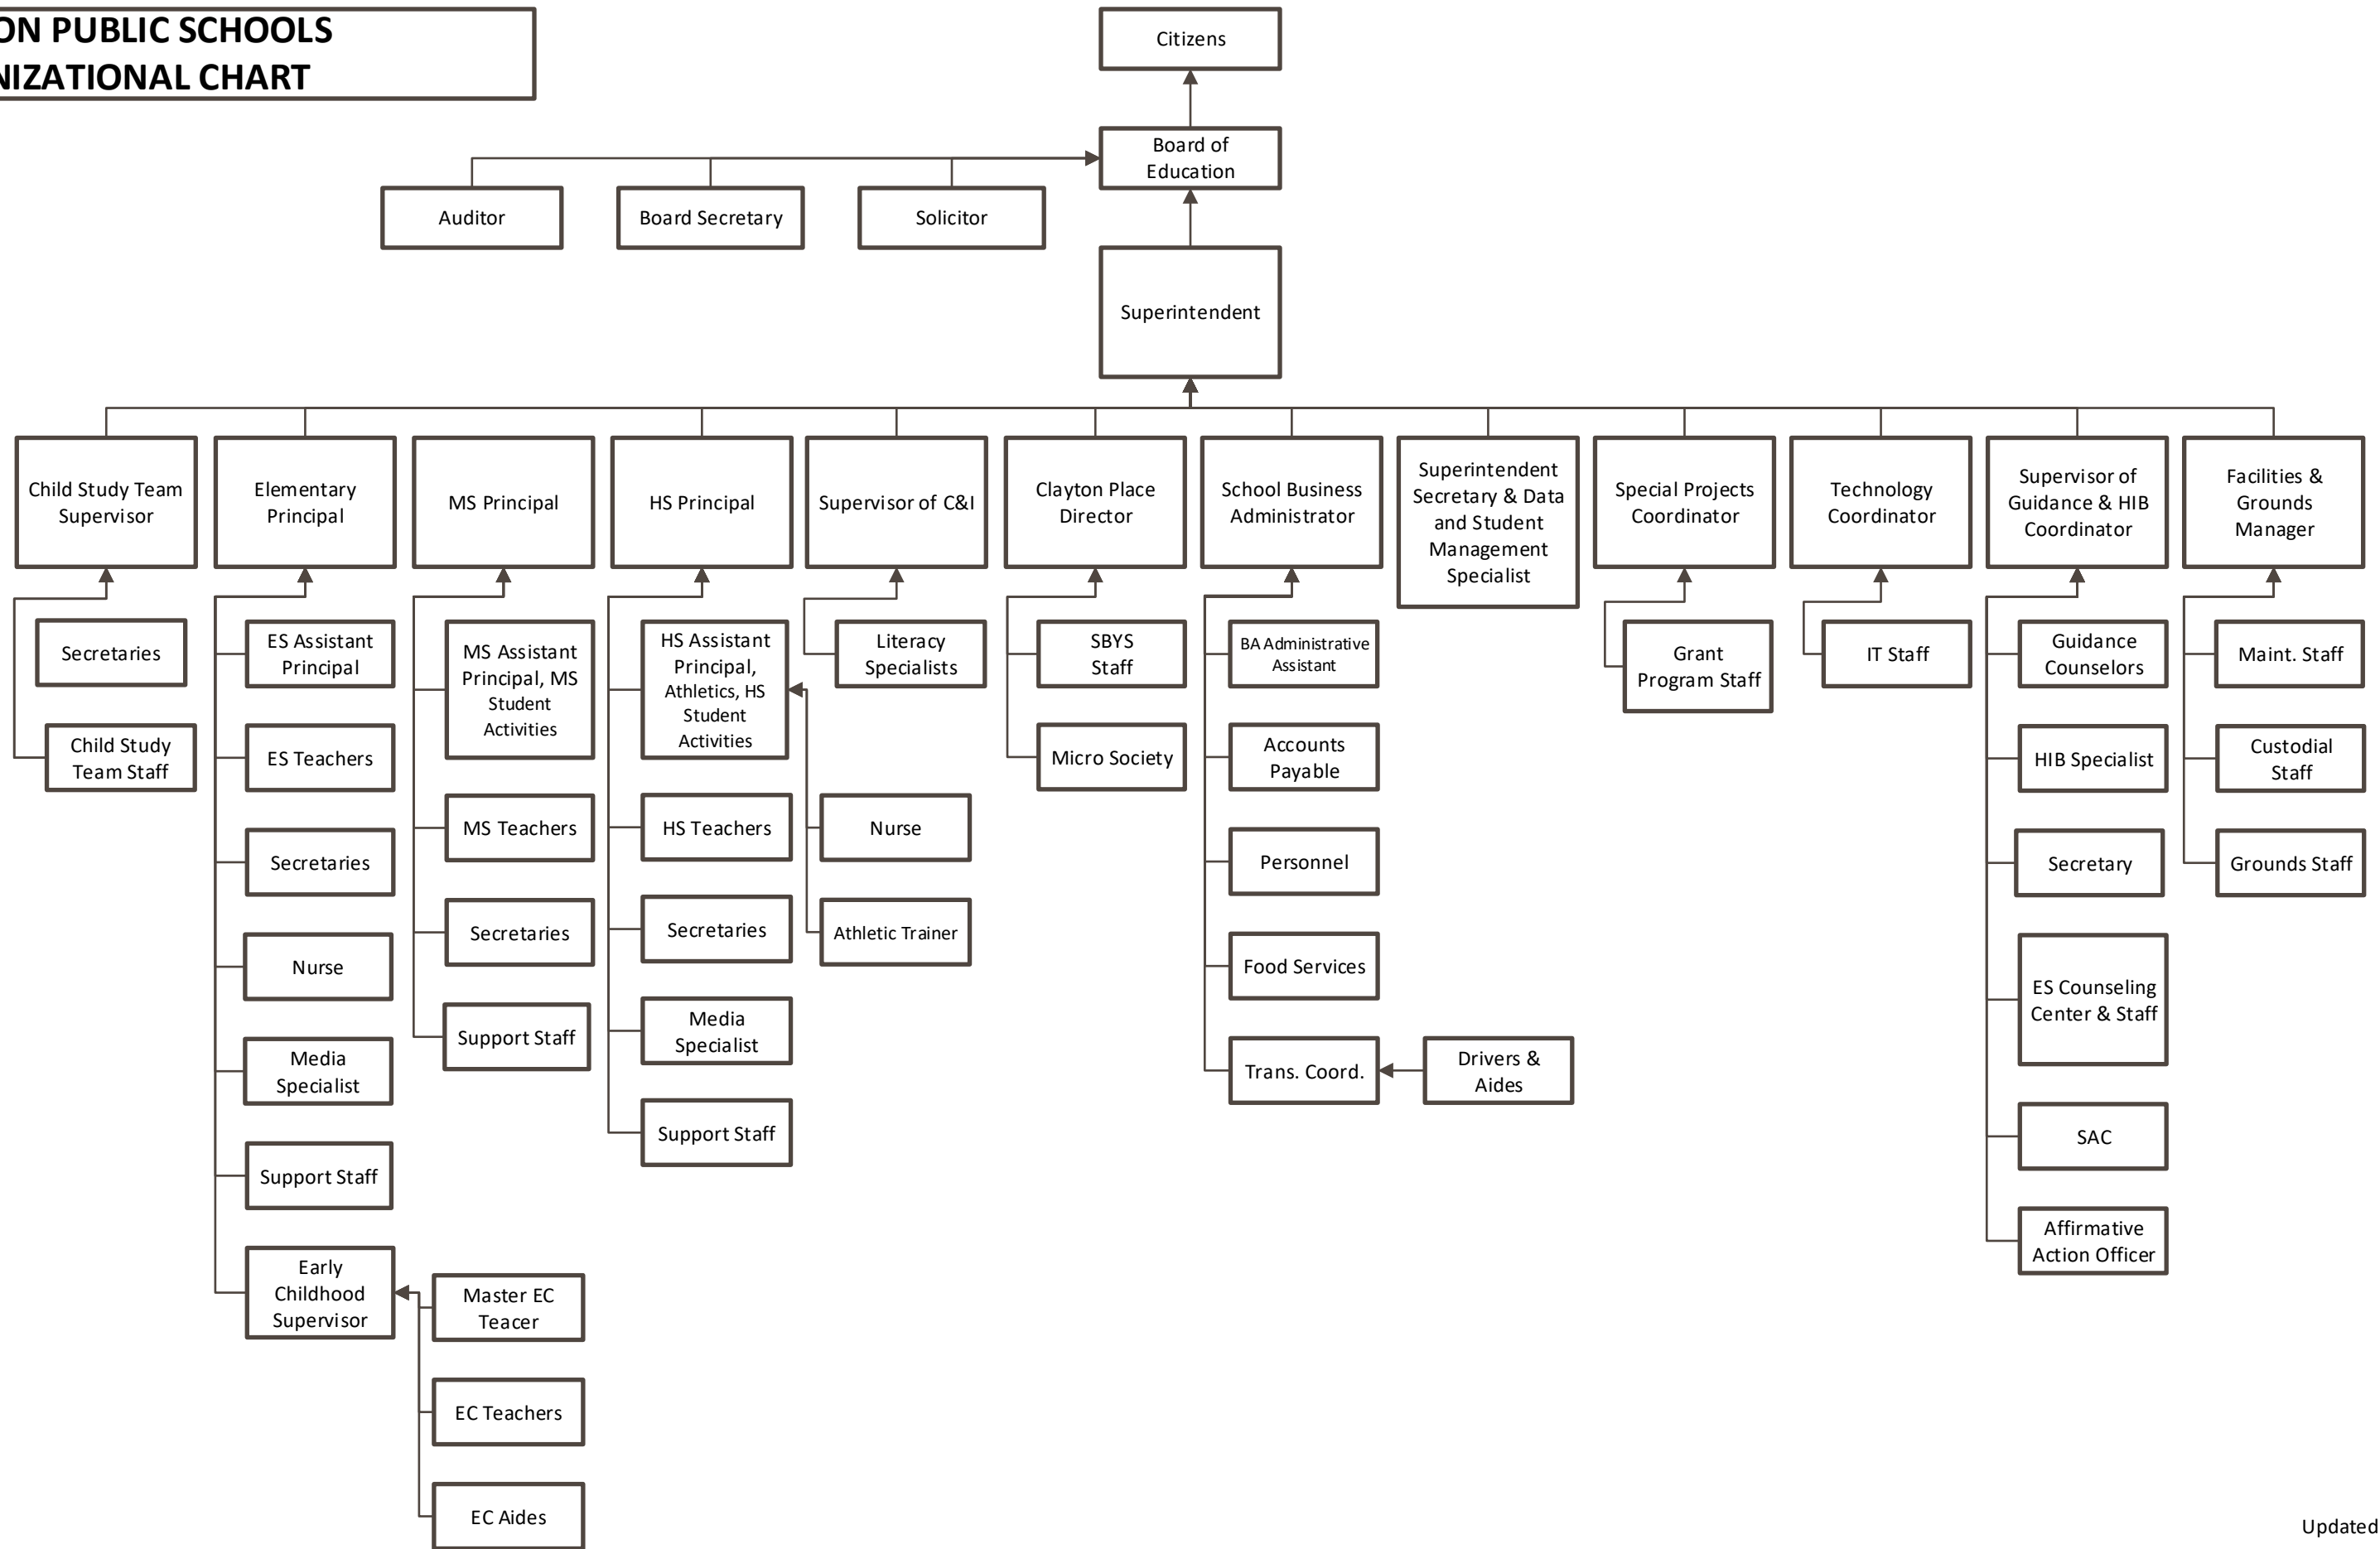 ON PUBLIC SCHOOLS
NIZATIONAL CHART
Citizens
Board of
Education
Auditor
Board Secretary
Solicitor
Superintendent
Child Study Team
Supervisor
Elementary
Principal
MS Principal
HS Principal
Supervisor of C&I
Clayton Place
Director
School Business
Administrator
Superintendent
Secretary & Data
and Student
Management
Specialist
Special Projects
Coordinator
Technology
Coordinator
Supervisor of
Guidance & HIB
Coordinator
Facilities &
Grounds
Manager
Secretaries
Child Study
Team Staff
ES Assistant
Principal
ES Teachers
Secretaries
Nurse
Media
Specialist
Support Staff
Early
Childhood
Supervisor
Master EC
Teacer
EC Teachers
EC Aides
MS Assistant
Principal, MS
Student
Activities
MS Teachers
Secretaries
Support Staff
HS Assistant
Principal,
Athletics, HS
Student
Activities
HS Teachers
Secretaries
Media
Specialist
Support Staff
Nurse
Athletic Trainer
Literacy
Specialists
SBYS
Staff
Micro Society
BA Administrative
Assistant
Accounts
Payable
Personnel
Food Services
Trans. Coord.
Drivers &
Aides
Grant
Program Staff
IT Staff
Guidance
Counselors
HIB Specialist
Secretary
ES Counseling
Center & Staff
SAC
Affirmative
Action Officer
Maint. Staff
Custodial
Staff
Grounds Staff
Updated